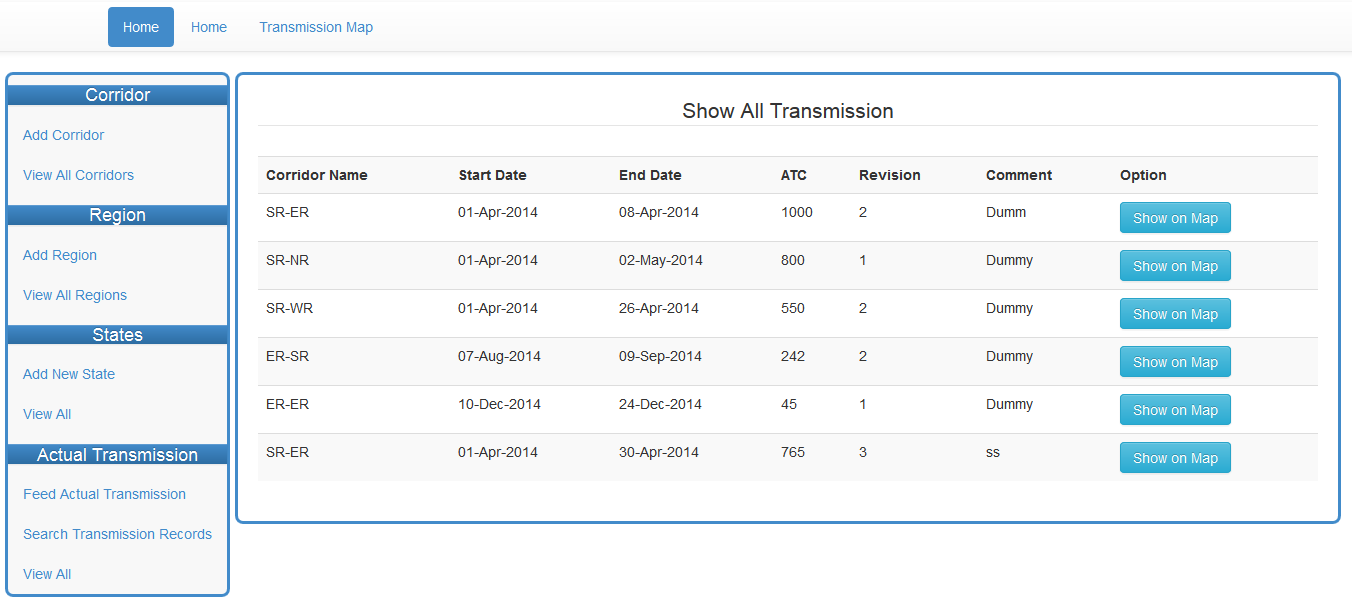 Home Home Transmission Map
Corridor
Add Corridor
View All Corridors
Region
Add Region
View All Regions
States
Add New State
View All
Actual Transmission
Feed Actual Transmission
Search Transmission Records
View All
Show All Transmission
Corridor Name Start Date End Date ATC Revision Comment Option
SR-ER 01-Apr-2014 08-Apr-2014 1000 2 Dumm Show on Map
SR-NR 01-Apr-2014 02-May-2014 800 1 Dummy Show on Map
SR-WR 01-Apr-2014 26-Apr-2014 550 2 Dummy Show on Map
ER-SR 07-Aug-2014 09-Sep-2014 242 2 Dummy Show on Map
ER-ER 10-Dec-2014 24-Dec-2014 45 1 Dummy Show on Map
SR-ER 01-Apr-2014 30-Apr-2014 765 3 ss Show on Map